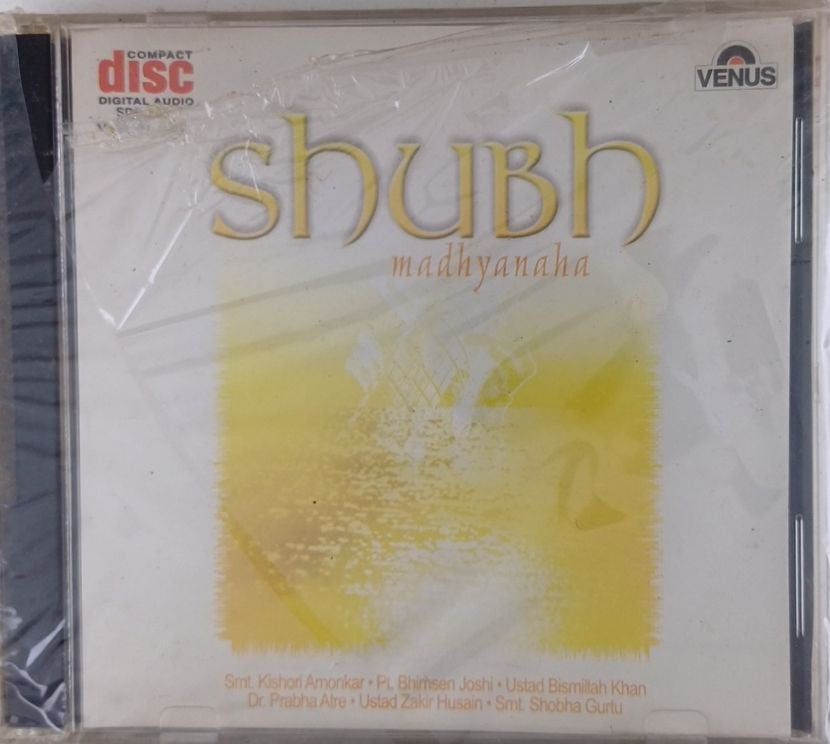 COMPACT
disc
DIGITAL AUDIO
VENUS
shubh
madhyanaha
Smt. Kishori Amonkar • Pt. Bhimsen Joshi • Ustad Bismillah Khan
Dr. Prabha Atre • Ustad Zakir Husain • Smt. Shobha Gurtu